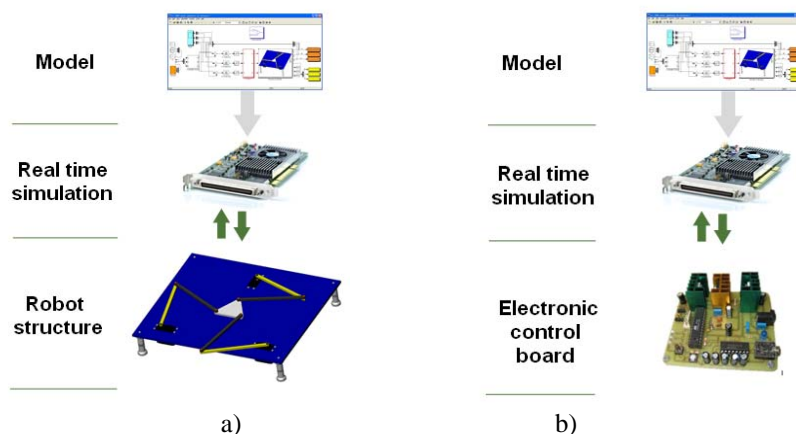 Model
Real time
simulation
Robot
structure
a)
Model
Real time
simulation
Electronic
control
board
b)